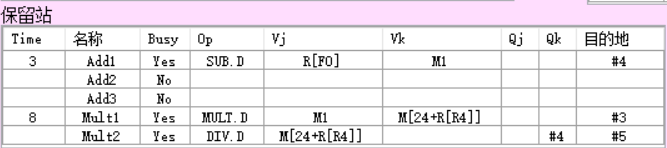 保留站
Time 名称 Busy Op Vj Vk Qj Qk 目的地
3 Add1 Yes SUB.D R[F0] M1 #4
Add2 No
Add3 No
8 Mult1 Yes MULT.D M1 M[24+R[R4]] #3
Mult2 Yes DIV.D M[24+R[R4]] #4 #5